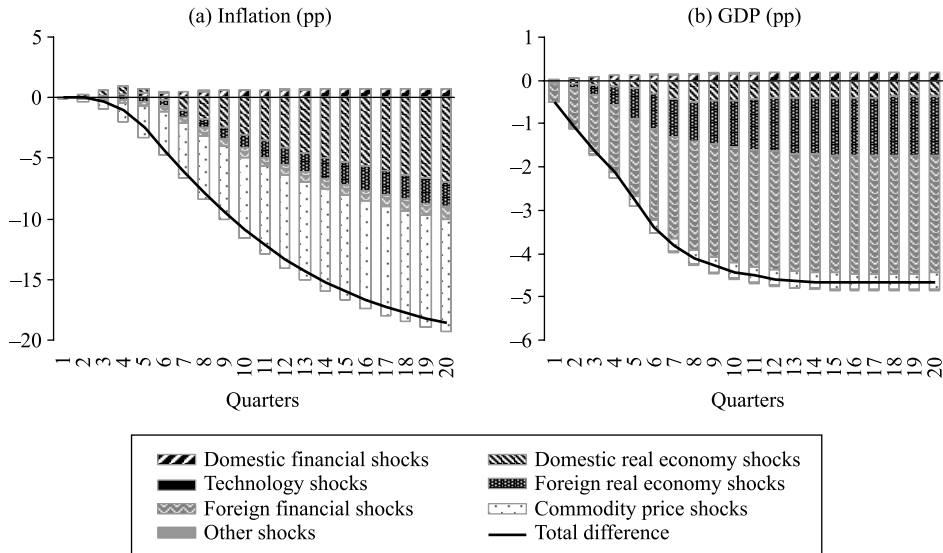 (a) Inflation (pp)
5
0
–5
–10
–15
–20
1 2 3 4 5 6 7 8 9 10 11 12 13 14 15 16 17 18 19 20
Quarters
(b) GDP (pp)
1
0
–1
–2
–3
–4
–5
–6
1 2 3 4 5 6 7 8 9 10 11 12 13 14 15 16 17 18 19 20
Quarters
Domestic financial shocks
Technology shocks
Foreign financial shocks
Other shocks
Domestic real economy shocks
Foreign real economy shocks
Commodity price shocks
Total difference